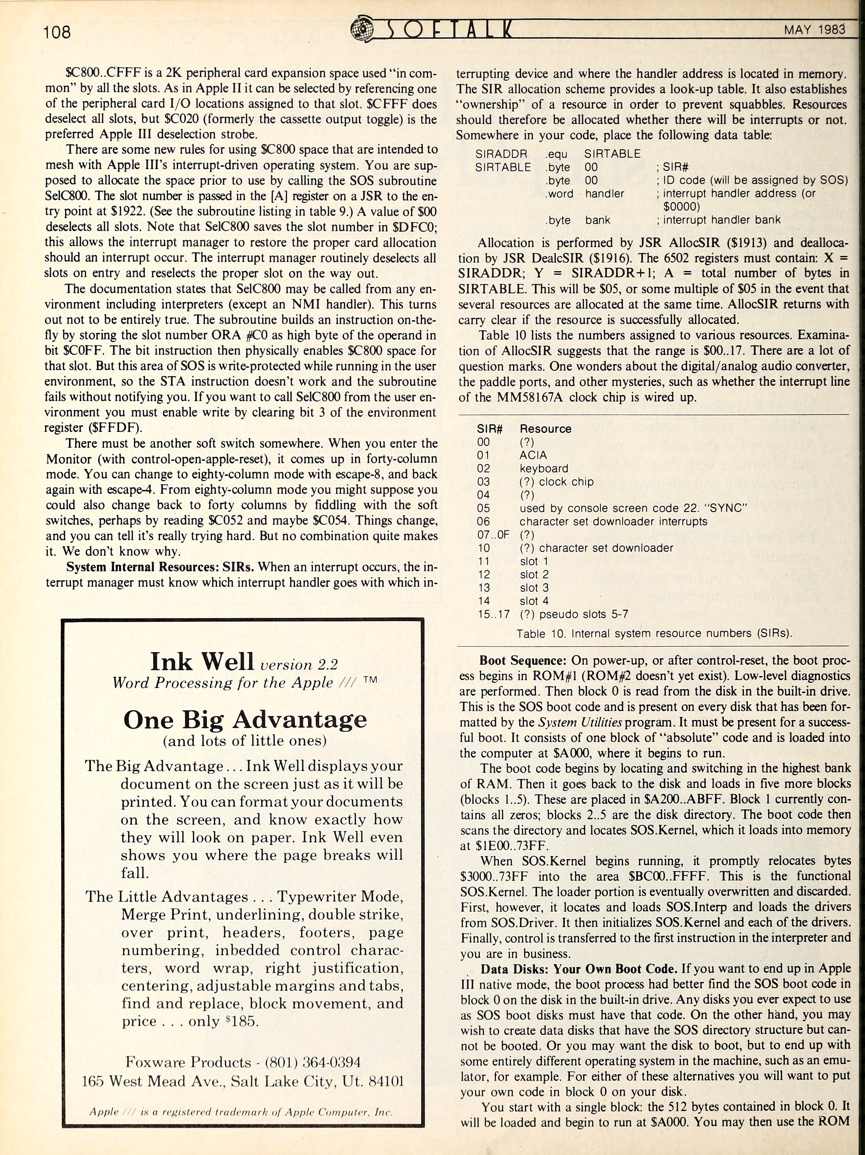 108
SOFTALK
MAY 1983
$C800..CFFF is a 2K peripheral card expansion space used "in com-
mon" by all the slots. As in Apple II it can be selected by referencing one
of the peripheral card I/O locations assigned to that slot. $CFFF does
deselect all slots, but $C020 (formerly the cassette output toggle) is the
preferred Apple III deselection strobe.
There are some new rules for using $C800 space that are intended to
mesh with Apple III's interrupt-driven operating system. You are sup-
posed to allocate the space prior to use by calling the SOS subroutine
SelC800. The slot number is passed in the [A] register on a JSR to the en-
try point at $1922. (See the subroutine listing in table 9.) A value of $00
deselects all slots. Note that SelC800 saves the slot number in $DFC0;
this allows the interrupt manager to restore the proper card allocation
should an interrupt occur. The interrupt manager routinely deselects all
slots on entry and reselects the proper slot on the way out.
The documentation states that SelC800 may be called from any en-
vironment including interpreters (except an NMI handler). This turns
out not to be entirely true. The subroutine builds an instruction on-the-
fly by storing the slot number ORA #C0 as high byte of the operand in
bit $C0FF. The bit instruction then physically enables $C800 space for
that slot. But this area of SOS is write-protected while running in the user
environment, so the STA instruction doesn't work and the subroutine
fails without notifying you. If you want to call SelC800 from the user en-
vironment you must enable write by clearing bit 3 of the environment
register ($FFDF).
There must be another soft switch somewhere. When you enter the
Monitor (with control-open-apple-reset), it comes up in forty-column
mode. You can change to eighty-column mode with escape-8, and back
again with escape-4. From eighty-column mode you might suppose you
could also change back to forty columns by fiddling with the soft
switches, perhaps by reading $C052 and maybe $C054. Things change,
and you can tell it's really trying hard. But no combination quite makes
it. We don't know why.
System Internal Resources: SIRs. When an interrupt occurs, the in-
terrupt manager must know which interrupt handler goes with which in-
Ink Well version 2.2
Word Processing for the Apple /// ™
One Big Advantage
(and lots of little ones)
The Big Advantage . . . Ink Well displays your
document on the screen just as it will be
printed. You can format your documents
on the screen, and know exactly how
they will look on paper. Ink Well even
shows you where the page breaks will
fall.
The Little Advantages . . . Typewriter Mode,
Merge Print, underlining, double strike,
over print, headers, footers, page
numbering, inbedded control charac-
ters, word wrap, right justification,
centering, adjustable margins and tabs,
find and replace, block movement, and
price . . . only $185.
Foxware Products - (801) 364-0394
165 West Mead Ave., Salt Lake City, Ut. 84101
Apple /// is a registered trademark of Apple Computer, Inc.
terrupting device and where the handler address is located in memory.
The SIR allocation scheme provides a look-up table. It also establishes
"ownership" of a resource in order to prevent squabbles. Resources
should therefore be allocated whether there will be interrupts or not.
Somewhere in your code, place the following data table:
SIRADDR .equ SIRTABLE
SIRTABLE .byte 00 ; SIR#
.byte 00 ; ID code (will be assigned by SOS)
.word handler ; interrupt handler address (or
$0000)
.byte bank ; interrupt handler bank
Allocation is performed by JSR AllocSIR ($1913) and dealloca-
tion by JSR DealcSIR ($1916). The 6502 registers must contain: X =
SIRADDR; Y = SIRADDR+1; A = total number of bytes in
SIRTABLE. This will be $05, or some multiple of $05 in the event that
several resources are allocated at the same time. AllocSIR returns with
carry clear if the resource is successfully allocated.
Table 10 lists the numbers assigned to various resources. Examina-
tion of AllocSIR suggests that the range is $00..17. There are a lot of
question marks. One wonders about the digital/analog audio converter,
the paddle ports, and other mysteries, such as whether the interrupt line
of the MM58167A clock chip is wired up.
SIR# Resource
00 (?)
01 ACIA
02 keyboard
03 (?) clock chip
04 (?)
05 used by console screen code 22. "SYNC"
06 character set downloader interrupts
07..0F (?)
10 (?) character set downloader
11 slot 1
12 slot 2
13 slot 3
14 slot 4
15..17 (?) pseudo slots 5-7
Table 10. Internal system resource numbers (SIRs).
Boot Sequence: On power-up, or after control-reset, the boot proc-
ess begins in ROM#1 (ROM#2 doesn't yet exist). Low-level diagnostics
are performed. Then block 0 is read from the disk in the built-in drive.
This is the SOS boot code and is present on every disk that has been for-
matted by the System Utilities program. It must be present for a success-
ful boot. It consists of one block of "absolute" code and is loaded into
the computer at $A000, where it begins to run.
The boot code begins by locating and switching in the highest bank
of RAM. Then it goes back to the disk and loads in five more blocks
(blocks 1..5). These are placed in $A200..ABFF. Block 1 currently con-
tains all zeros; blocks 2..5 are the disk directory. The boot code then
scans the directory and locates SOS.Kernel, which it loads into memory
at $1E00..73FF.
When SOS.Kernel begins running, it promptly relocates bytes
$3000..73FF into the area $BC00..FFFF. This is the functional
SOS.Kernel. The loader portion is eventually overwritten and discarded.
First, however, it locates and loads SOS.Interp and loads the drivers
from SOS.Driver. It then initializes SOS.Kernel and each of the drivers.
Finally, control is transferred to the first instruction in the interpreter and
you are in business.
Data Disks: Your Own Boot Code. If you want to end up in Apple
III native mode, the boot process had better find the SOS boot code in
block 0 on the disk in the built-in drive. Any disks you ever expect to use
as SOS boot disks must have that code. On the other hand, you may
wish to create data disks that have the SOS directory structure but can-
not be booted. Or you may want the disk to boot, but to end up with
some entirely different operating system in the machine, such as an emu-
lator, for example. For either of these alternatives you will want to put
your own code in block 0 on your disk.
You start with a single block: the 512 bytes contained in block 0. It
will be loaded and begin to run at $A000. You may then use the ROM